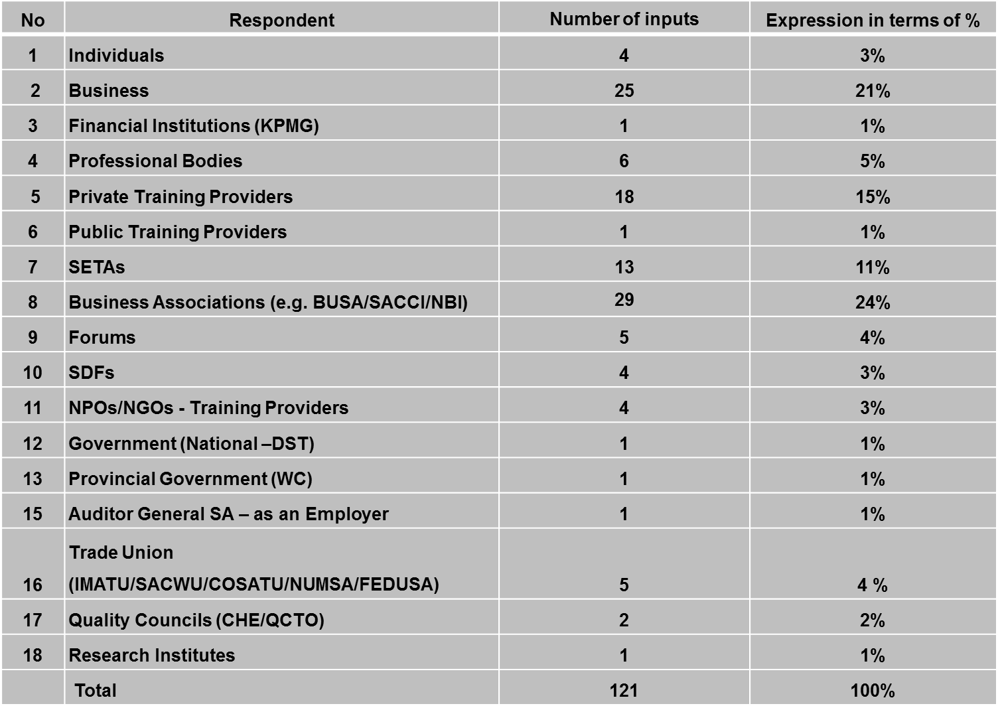 No Respondent Number of inputs Expression in terms of %
1 Individuals 4 3%
2 Business 25 21%
3 Financial Institutions (KPMG) 1 1%
4 Professional Bodies 6 5%
5 Private Training Providers 18 15%
6 Public Training Providers 1 1%
7 SETAs 13 11%
8 Business Associations (e.g. BUSA/SACCI/NBI) 29 24%
9 Forums 5 4%
10 SDFs 4 3%
11 NPOs/NGOs - Training Providers 4 3%
12 Government (National –DST) 1 1%
13 Provincial Government (WC) 1 1%
15 Auditor General SA – as an Employer 1 1%
Trade Union
16 (IMATU/SACWU/COSATU/NUMSA/FEDUSA) 5 4 %
17 Quality Councils (CHE/QCTO) 2 2%
18 Research Institutes 1 1%
Total 121 100%